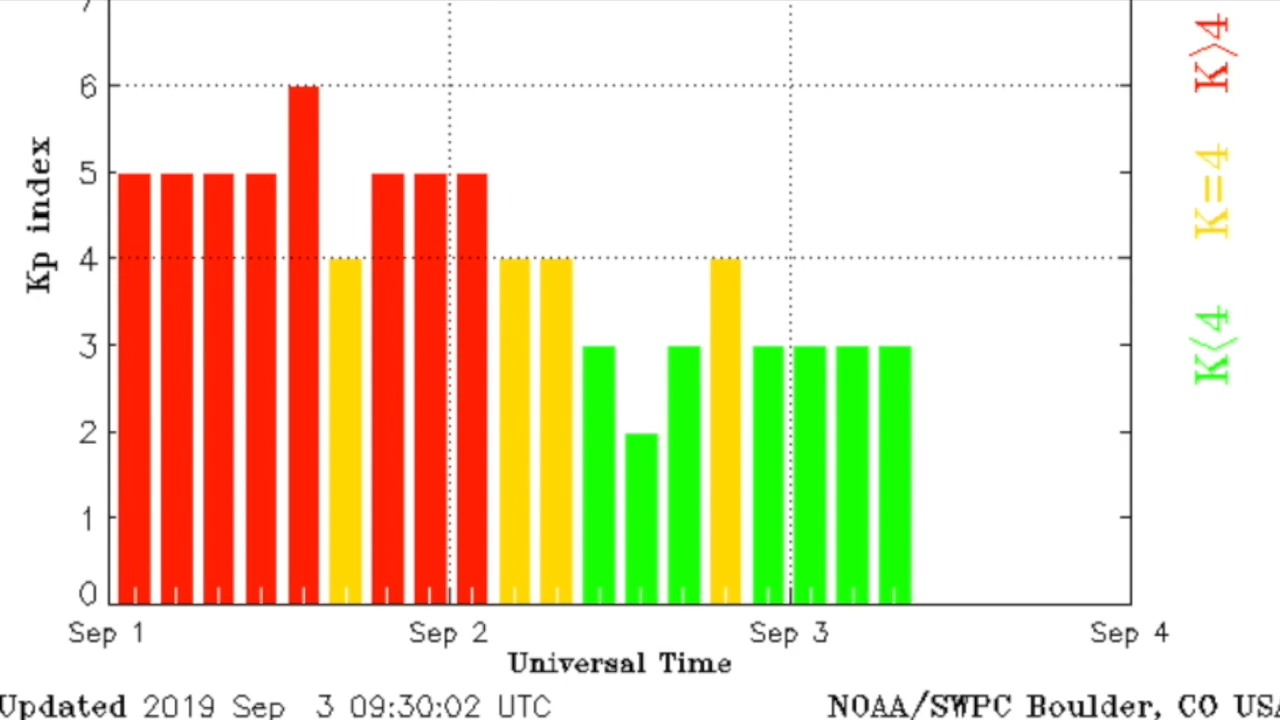 7
6
5
4
3
2
1
0
Kp index
Sep 1 Sep 2 Sep 3 Sep 4
Universal Time
Updated 2019 Sep 3 09:30:02 UTC
NOAA/SWPC Boulder, CO USA
K>4
K=4
K<4